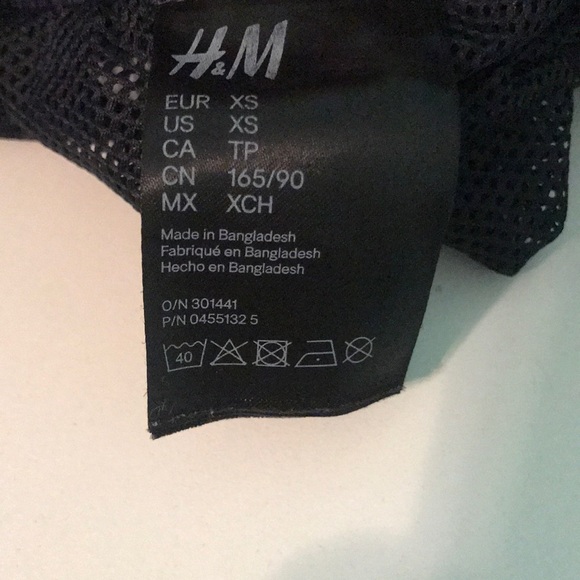 H&M
EUR XS
US XS
CA TP
CN 165/90
MX XCH
Made in Bangladesh
Fabriqué en Bangladesh
Hecho en Bangladesh
O/N 301441
P/N 0455132 5
40